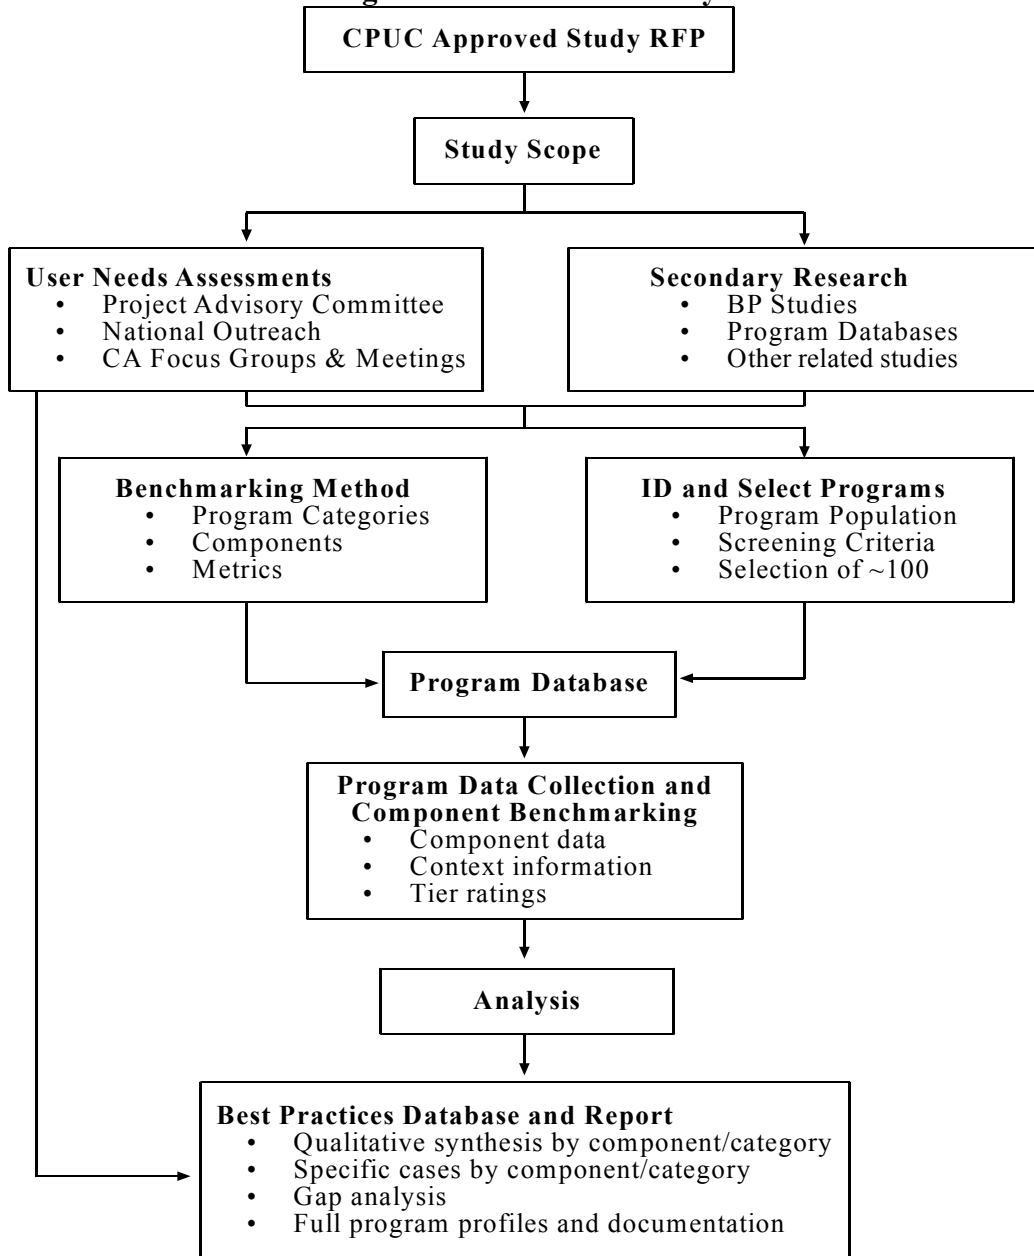 CPUC Approved Study RFP
Study Scope
User Needs Assessments
• Project Advisory Committee
• National Outreach
• CA Focus Groups & Meetings
Secondary Research
• BP Studies
• Program Databases
• Other related studies
Benchmarking Method
• Program Categories
• Components
• Metrics
ID and Select Programs
• Program Population
• Screening Criteria
• Selection of ~100
Program Database
Program Data Collection and
Component Benchmarking
• Component data
• Context information
• Tier ratings
Analysis
Best Practices Database and Report
• Qualitative synthesis by component/category
• Specific cases by component/category
• Gap analysis
• Full program profiles and documentation